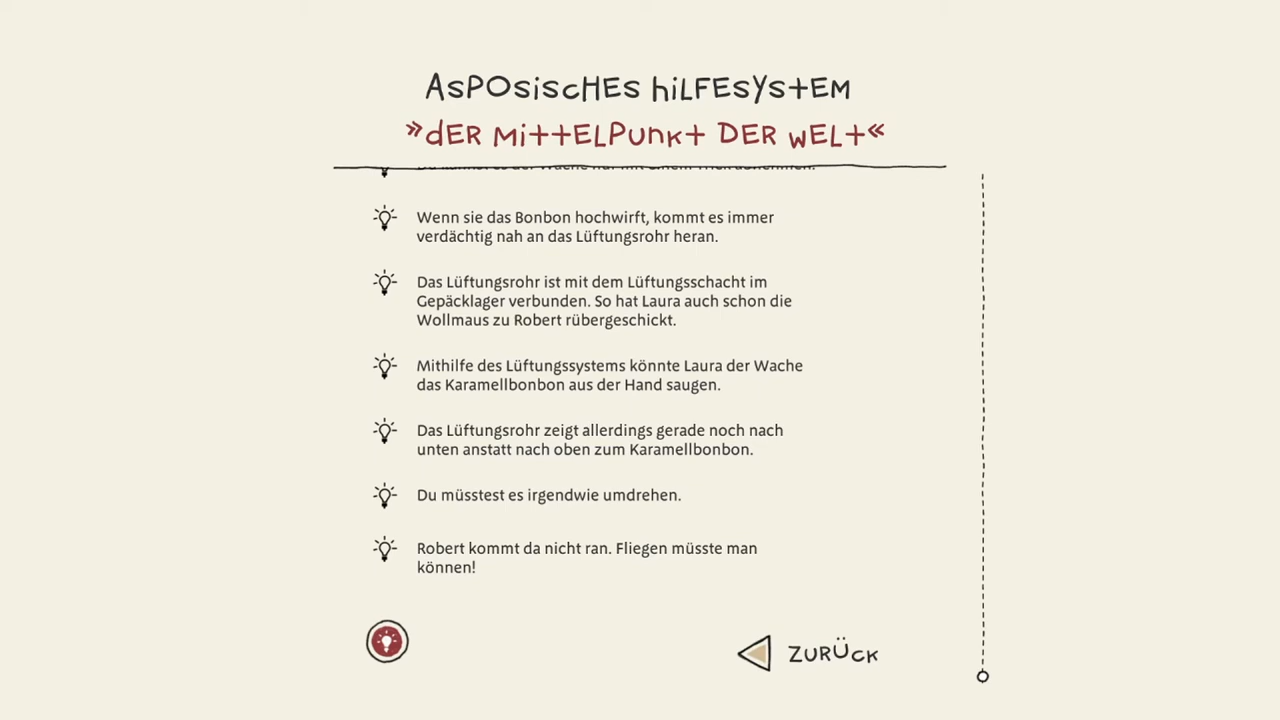 Asposisches Hilfesystem
»Der Mittelpunkt der Welt«
Wenn sie das Bonbon hochwirft, kommt es immer
verdächtig nah an das Lüftungsrohr heran.
Das Lüftungsrohr ist mit dem Lüftungsschacht im
Gepäcklager verbunden. So hat Laura auch schon die
Wollmaus zu Robert rübergeschickt.
Mithilfe des Lüftungssystems könnte Laura der Wache
das Karamellbonbon aus der Hand saugen.
Das Lüftungsrohr zeigt allerdings gerade noch nach
unten anstatt nach oben zum Karamellbonbon.
Du müsstest es irgendwie umdrehen.
Robert kommt da nicht ran. Fliegen müsste man
können!
Zurück